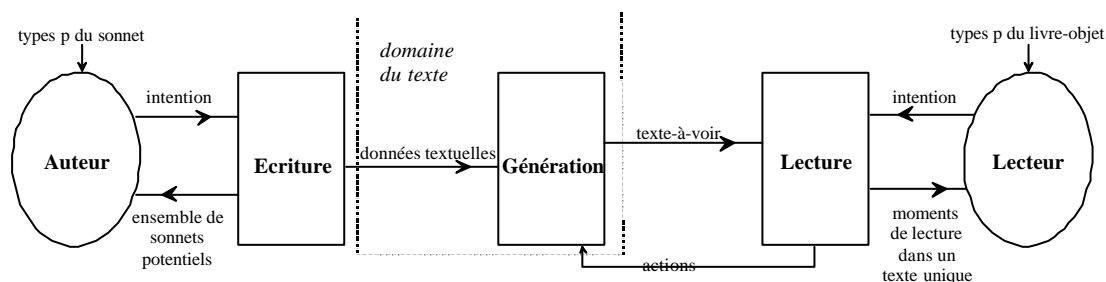 types p du sonnet
domaine
du texte
types p du livre-objet
intention
intention
texte-à-voir
Auteur
Ecriture
données textuelles
Génération
Lecture
Lecteur
ensemble de
sonnets
potentiels
moments
de lecture
dans un
texte unique
actions